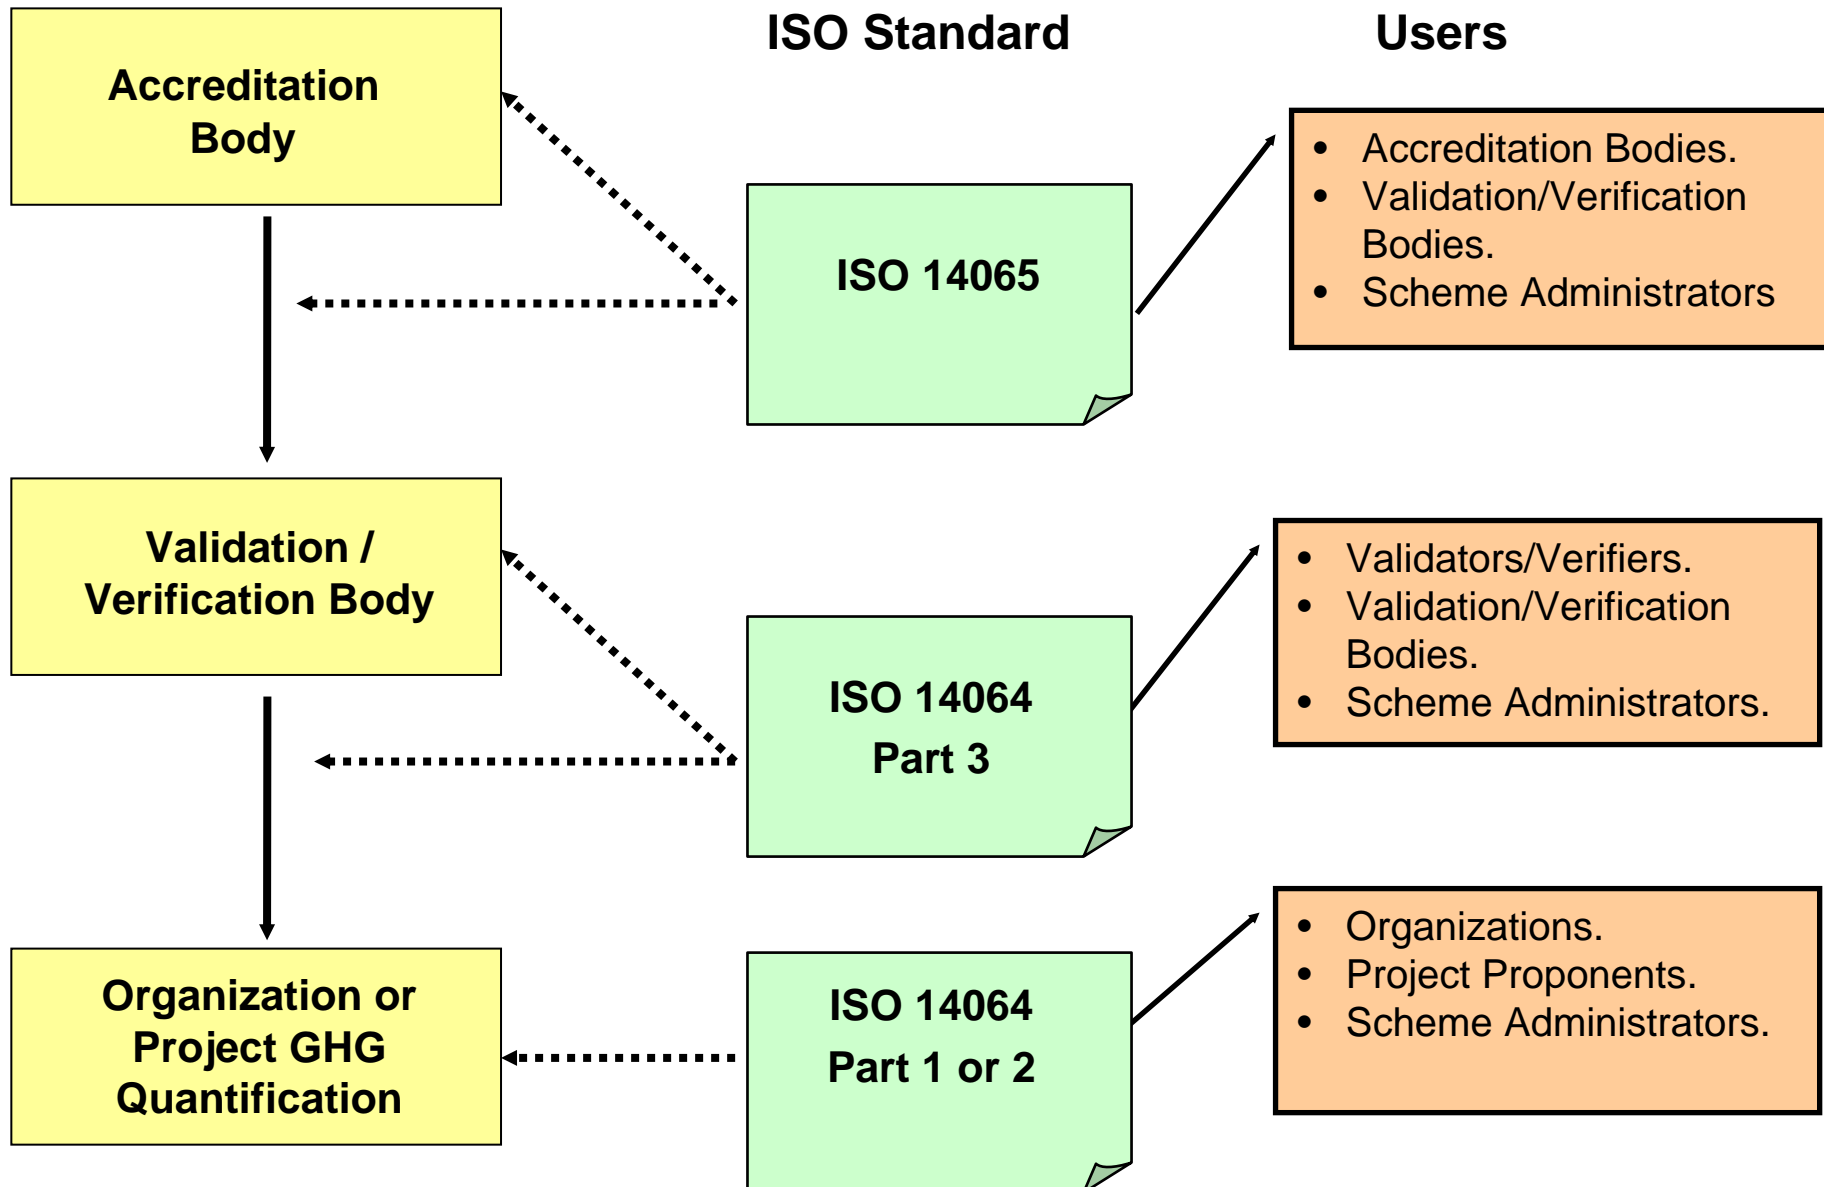 ISO Standard
Users
Accreditation
Body
ISO 14065
• Accreditation Bodies.
• Validation/Verification
Bodies.
• Scheme Administrators
Validation /
Verification Body
ISO 14064
Part 3
• Validators/Verifiers.
• Validation/Verification
Bodies.
• Scheme Administrators.
Organization or
Project GHG
Quantification
ISO 14064
Part 1 or 2
• Organizations.
• Project Proponents.
• Scheme Administrators.